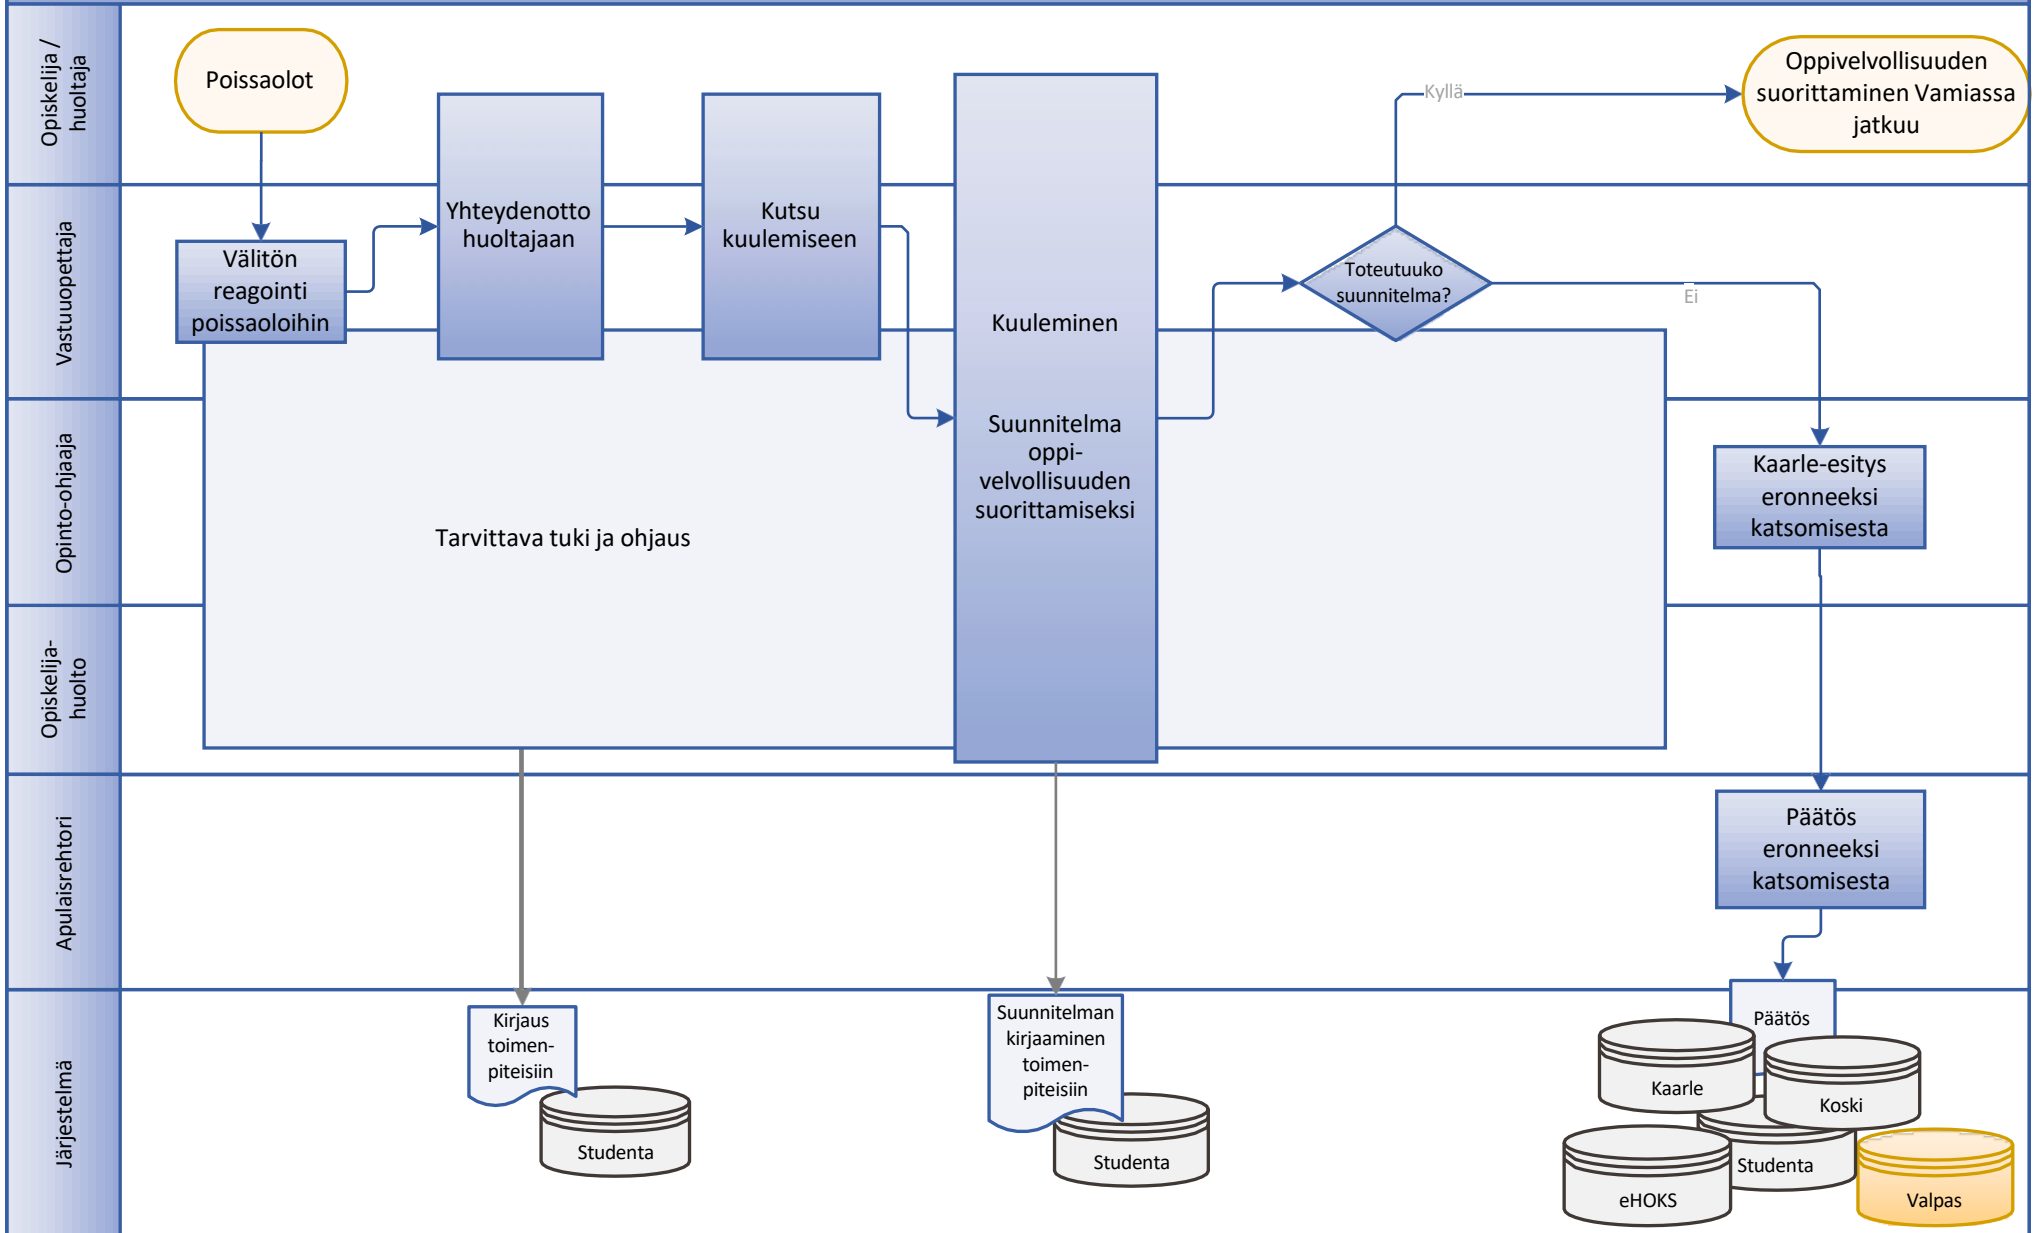 Opiskelija /
huoltaja
Poissaolot
Oppivelvollisuuden
suorittaminen Vamiassa
jatkuu
Kyllä
Vastuuopettaja
Välitön
reagointi
poissaoloihin
Yhteydenotto
huoltajaan
Kutsu
kuulemiseen
Kuuleminen
Suunnitelma
oppi-
velvollisuuden
suorittamiseksi
Toteutuuko
suunnitelma?
Ei
Opinto-ohjaaja
Tarvittava tuki ja ohjaus
Kaarle-esitys
eronneeksi
katsomisesta
Opiskelija-
huolto
Apulaisrehtori
Päätös
eronneeksi
katsomisesta
Järjestelmä
Kirjaus
toimen-
piteisiin
Studenta
Suunnitelman
kirjaaminen
toimen-
piteisiin
Studenta
Päätös
Kaarle
Koski
Studenta
eHOKS
Valpas